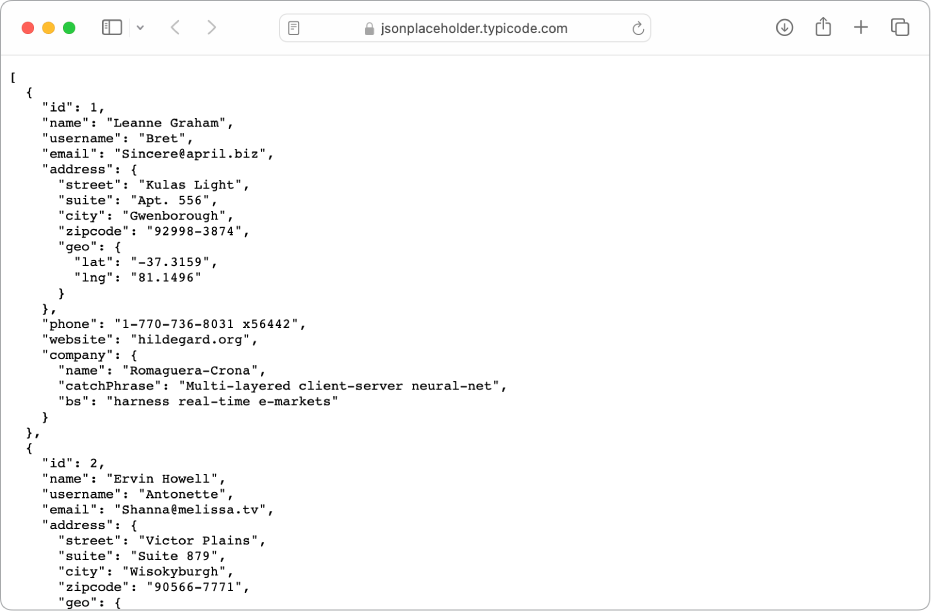 jsonplaceholder.typicode.com
[
  {
    "id": 1,
    "name": "Leanne Graham",
    "username": "Bret",
    "email": "Sincere@april.biz",
    "address": {
      "street": "Kulas Light",
      "suite": "Apt. 556",
      "city": "Gwenborough",
      "zipcode": "92998-3874",
      "geo": {
        "lat": "-37.3159",
        "lng": "81.1496"
      }
    },
    "phone": "1-770-736-8031 x56442",
    "website": "hildegard.org",
    "company": {
      "name": "Romaguera-Crona",
      "catchPhrase": "Multi-layered client-server neural-net",
      "bs": "harness real-time e-markets"
    }
  },
  {
    "id": 2,
    "name": "Ervin Howell",
    "username": "Antonette",
    "email": "Shanna@melissa.tv",
    "address": {
      "street": "Victor Plains",
      "suite": "Suite 879",
      "city": "Wisokyburgh",
      "zipcode": "90566-7771",
      "geo": {